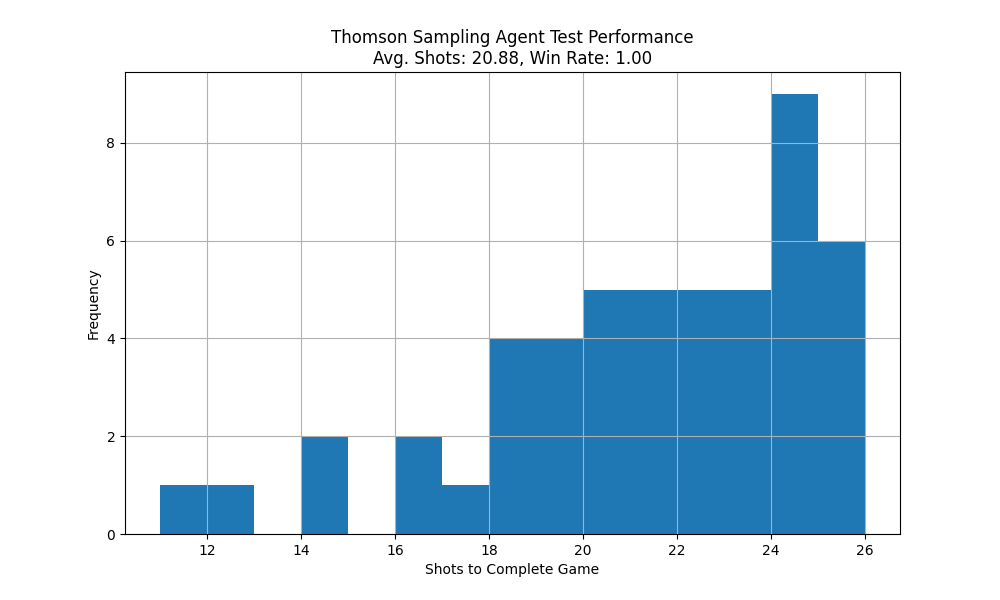 Thomson Sampling Agent Test Performance
Avg. Shots: 20.88, Win Rate: 1.00
Frequency
8
6
4
2
0
12 14 16 18 20 22 24 26
Shots to Complete Game